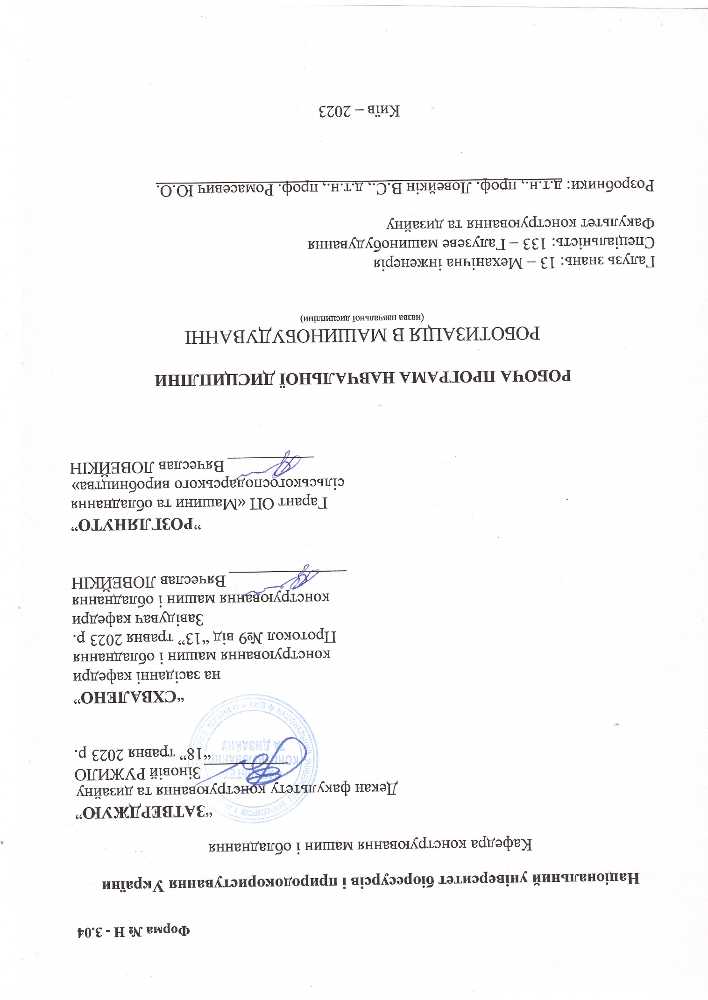 Форма № Н - 3.04
Національний університет біоресурсів і природокористування України
Кафедра конструювання машин і обладнання
“ЗАТВЕРДЖУЮ”
Декан факультету конструювання та дизайну
Зіновій РУЖИЛО
“18” травня 2023 р.
НАЦІОНАЛЬНИЙ УНІВЕРСИТЕТ БІОРЕСУРСІВ І
УКРАЇНИ * м.КИЇВ *
ФАКУЛЬТЕТ
КОНСТРУЮВАННЯ
ТА ДИЗАЙНУ
“СХВАЛЕНО”
на засіданні кафедри
конструювання машин і обладнання
Протокол №9 від “13” травня 2023 р.
Завідувач кафедри
конструювання машин і обладнання
Вячеслав ЛОВЕЙКІН
“РОЗГЛЯНУТО”
Гарант ОП «Машини та обладнання
сільськогосподарського виробництва»
Вячеслав ЛОВЕЙКІН
РОБОЧА ПРОГРАМА НАВЧАЛЬНОЇ ДИСЦИПЛІНИ
РОБОТИЗАЦІЯ В МАШИНОБУДУВАННІ
(назва навчальної дисципліни)
Галузь знань: 13 – Механічна інженерія
Спеціальність: 133 – Галузеве машинобудування
Факультет конструювання та дизайну
Розробники: д.т.н., проф. Ловейкін В.С., д.т.н., проф. Ромасевич Ю.О.
Київ – 2023